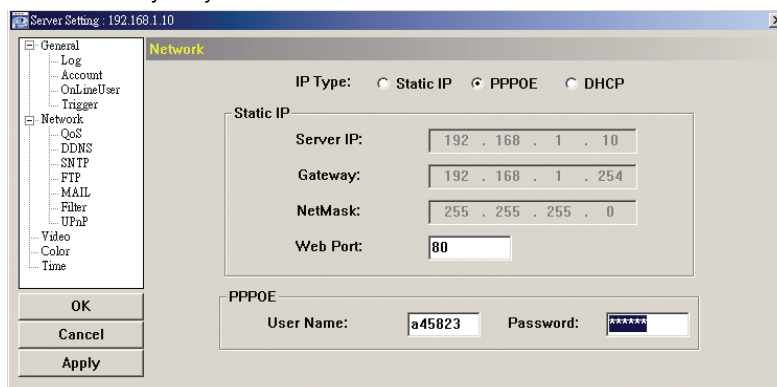 Server Setting : 192.168.1.10
General
Log
Account
OnLineUser
Trigger
Network
QoS
DDNS
SNTP
FTP
MAIL
Filter
UPnP
Video
Color
Time
OK
Cancel
Apply
Network
IP Type: Static IP PPPOE DHCP
Static IP
Server IP: 192 . 168 . 1 . 10
Gateway: 192 . 168 . 1 . 254
NetMask: 255 . 255 . 255 . 0
Web Port: 80
PPPOE
User Name: a45823 Password: ******